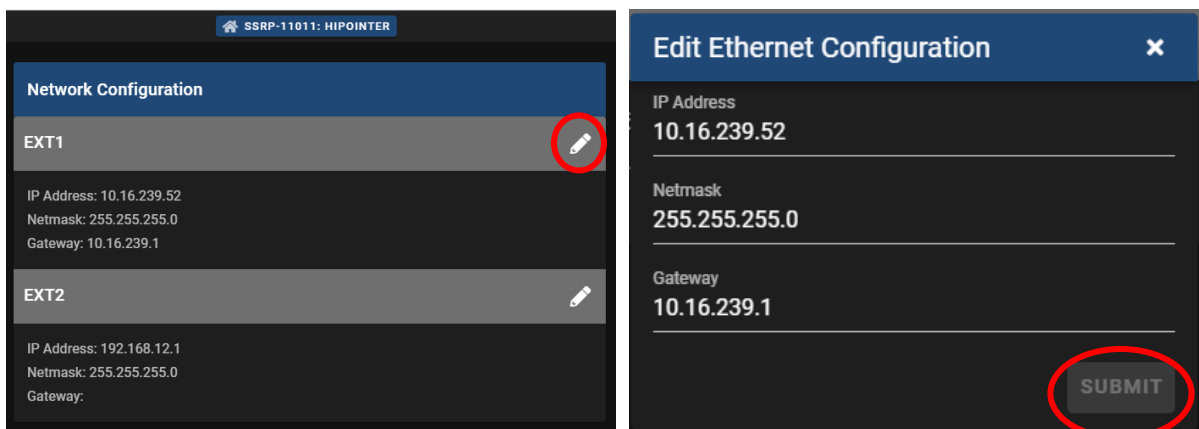 SSRP-11011: HIPOINTER
Network Configuration
EXT1
IP Address: 10.16.239.52
Netmask: 255.255.255.0
Gateway: 10.16.239.1
EXT2
IP Address: 192.168.12.1
Netmask: 255.255.255.0
Gateway:
Edit Ethernet Configuration
IP Address
10.16.239.52
Netmask
255.255.255.0
Gateway
10.16.239.1
SUBMIT